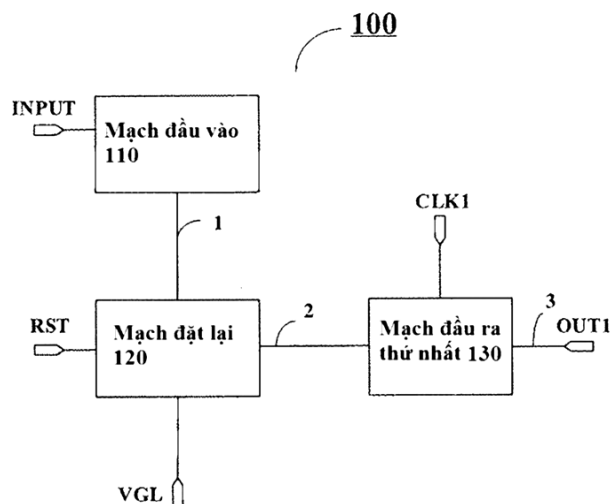 100
INPUT
Mạch đầu vào
110
CLK1
1
RST
Mạch đặt lại
120
2
Mạch đầu ra
thứ nhất 130
3
OUT1
VGL